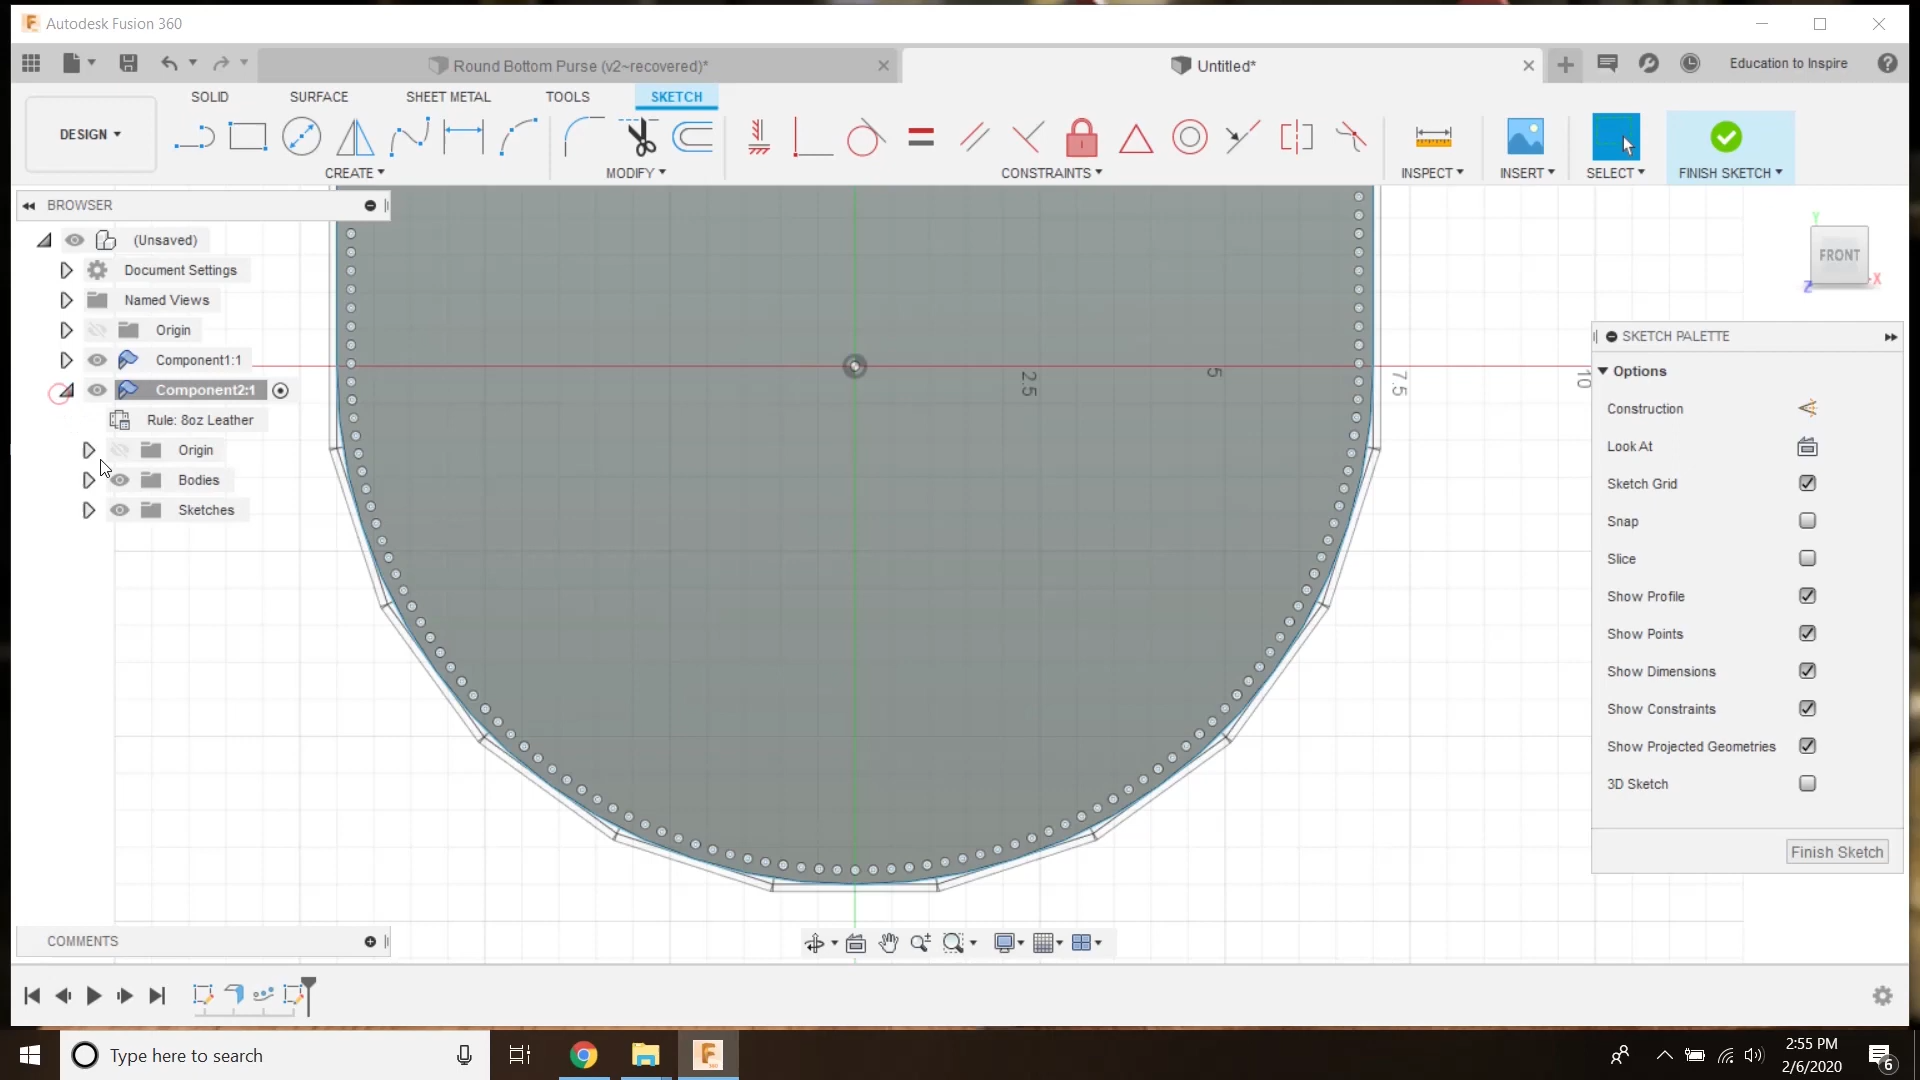 Autodesk Fusion 360
Round Bottom Purse (v2~recovered)*
Untitled*
Education to Inspire
DESIGN
SOLID
SURFACE
SHEET METAL
TOOLS
SKETCH
CREATE
MODIFY
CONSTRAINTS
INSPECT
INSERT
SELECT
FINISH SKETCH
BROWSER
(Unsaved)
Document Settings
Named Views
Origin
Component1:1
Component2:1
Rule: 8oz Leather
Origin
Bodies
Sketches
2.5
5
7.5
10
Y
FRONT
X
Z
SKETCH PALETTE
Options
Construction
Look At
Sketch Grid
Snap
Slice
Show Profile
Show Points
Show Dimensions
Show Constraints
Show Projected Geometries
3D Sketch
Finish Sketch
COMMENTS
Type here to search
2:55 PM
2/6/2020
6